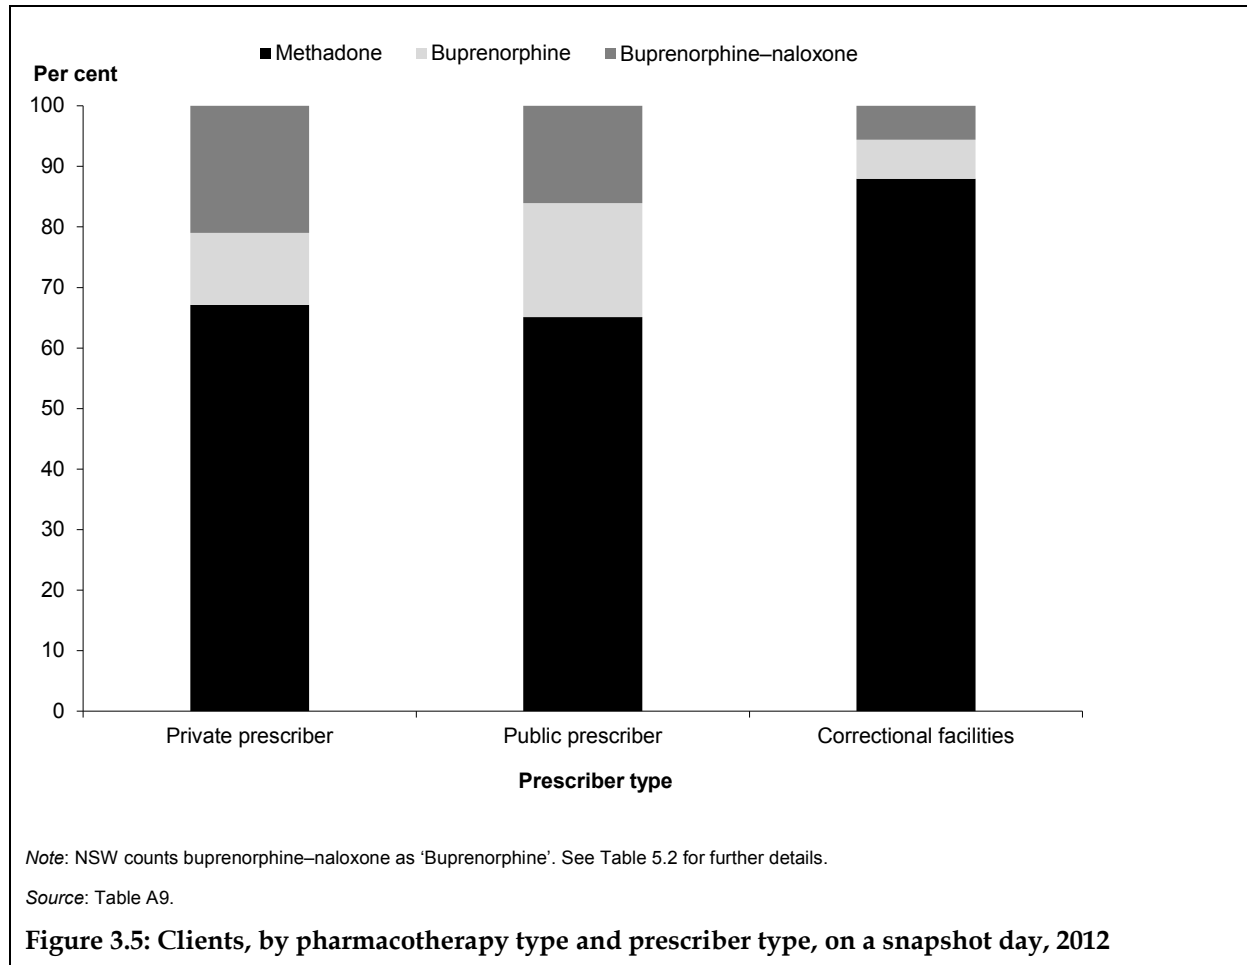 Methadone Buprenorphine Buprenorphine–naloxone
Per cent
100
90
80
70
60
50
40
30
20
10
0
Private prescriber Public prescriber Correctional facilities
Prescriber type
Note: NSW counts buprenorphine–naloxone as ‘Buprenorphine’. See Table 5.2 for further details.
Source: Table A9.
Figure 3.5: Clients, by pharmacotherapy type and prescriber type, on a snapshot day, 2012